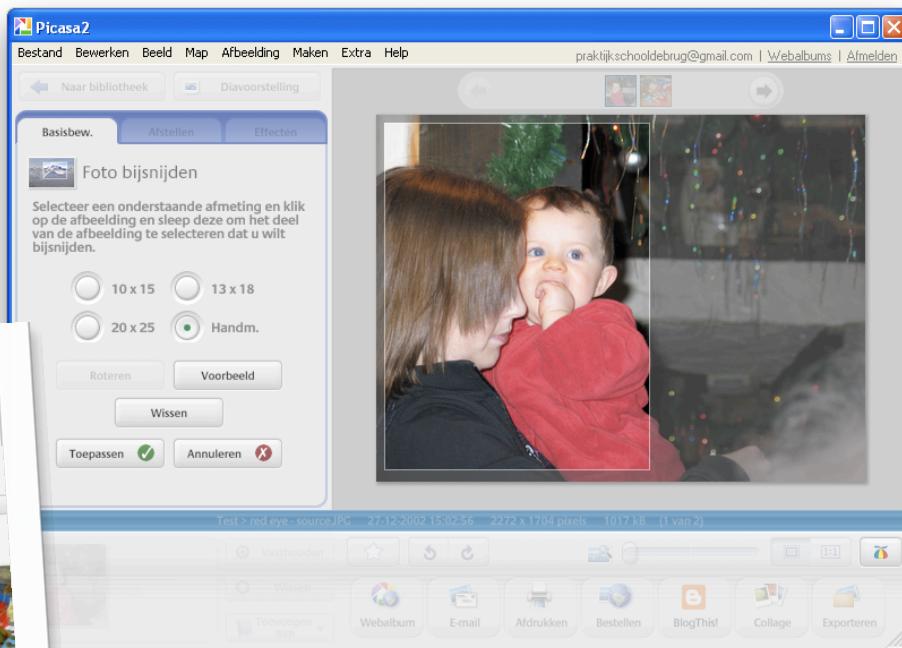 Picasa2
Bestand Bewerken Beeld Map Afbeelding Maken Extra Help
praktijkschooldebrug@gmail.com | Webalbums | Afmelden
Naar bibliotheek Diavoorstelling
Basisbew. Afstellen Effecten
Foto bijsnijden
Selecteer een onderstaande afmeting en klik
op de afbeelding en sleep deze om het deel
van de afbeelding te selecteren dat u wilt
bijsnijden.
10 x 15 13 x 18
20 x 25 Handm.
Roteren Voorbeeld
Wissen
Toepassen Annuleren
Test > red eye - source.JPG 27-12-2002 15:02:56 2272 x 1704 pixels 1017 kB (1 van 2)
Vasthouden
Wissen
1:1
Toevoegen aan
Webalbum E-mail Afdrukken Bestellen BlogThis! Collage Exporteren